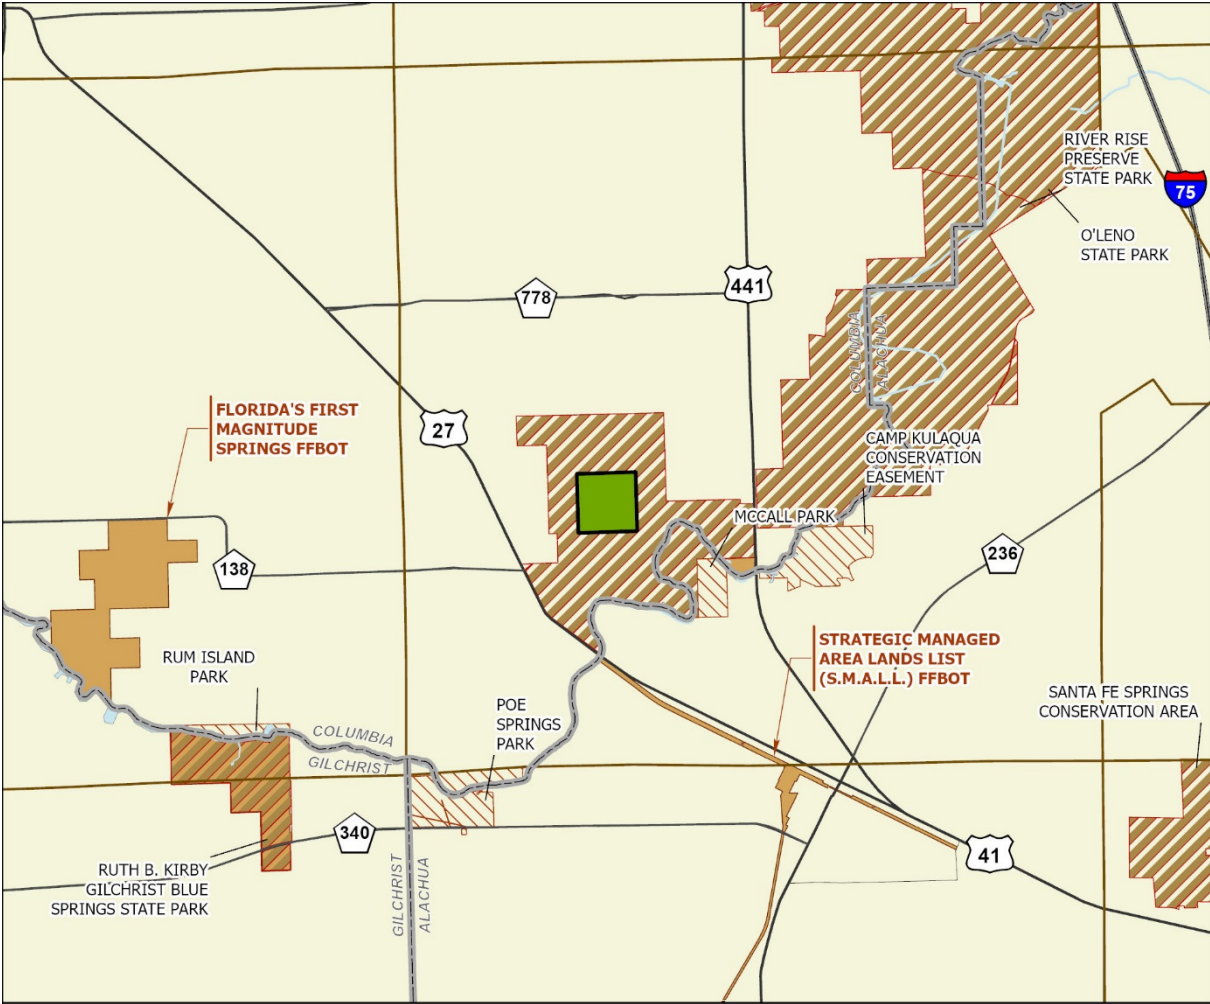 RIVER RISE
PRESERVE
STATE PARK
75
O'LENO
STATE PARK
441
778
COLUMBIA
ALACHUA
FLORIDA'S FIRST
MAGNITUDE
SPRINGS FFBOT
27
CAMP KULAQUA
CONSERVATION
EASEMENT
MCCALL PARK
138
236
STRATEGIC MANAGED
AREA LANDS LIST
(S.M.A.L.L.) FFBOT
RUM ISLAND
PARK
SANTA FE SPRINGS
CONSERVATION AREA
POE
SPRINGS
PARK
COLUMBIA
GILCHRIST
340
41
RUTH B. KIRBY
GILCHRIST BLUE
SPRINGS STATE PARK
GILCHRIST
ALACHUA